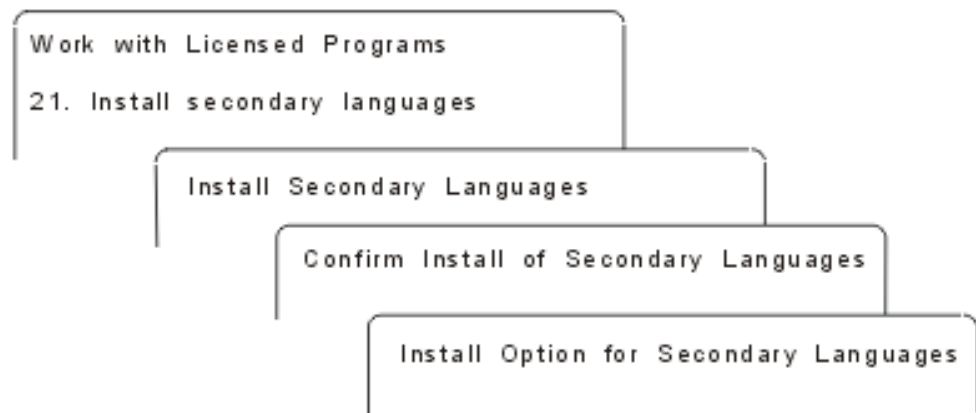 Work with Licensed Programs
21. Install secondary languages
Install Secondary Languages
Confirm Install of Secondary Languages
Install Option for Secondary Languages